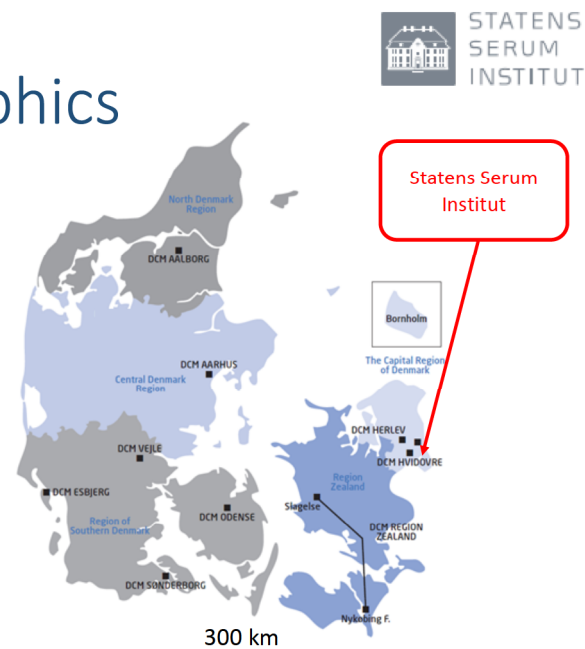 STATENS
SERUM
INSTITUT
phics
Statens Serum
Institut
North Denmark
Region
DCM AALBORG
Bornholm
The Capital Region
of Denmark
DCM AARHUS
Central Denmark
Region
DCM HERLEV
DCM HVIDOVRE
DCM VEJLE
Region
Zealand
DCM ESBJERG
Slagelse
DCM ODENSE
Region of
Southern Denmark
DCM REGION
ZEALAND
DCM SØNDERBORG
Nykøbing F.
300 km